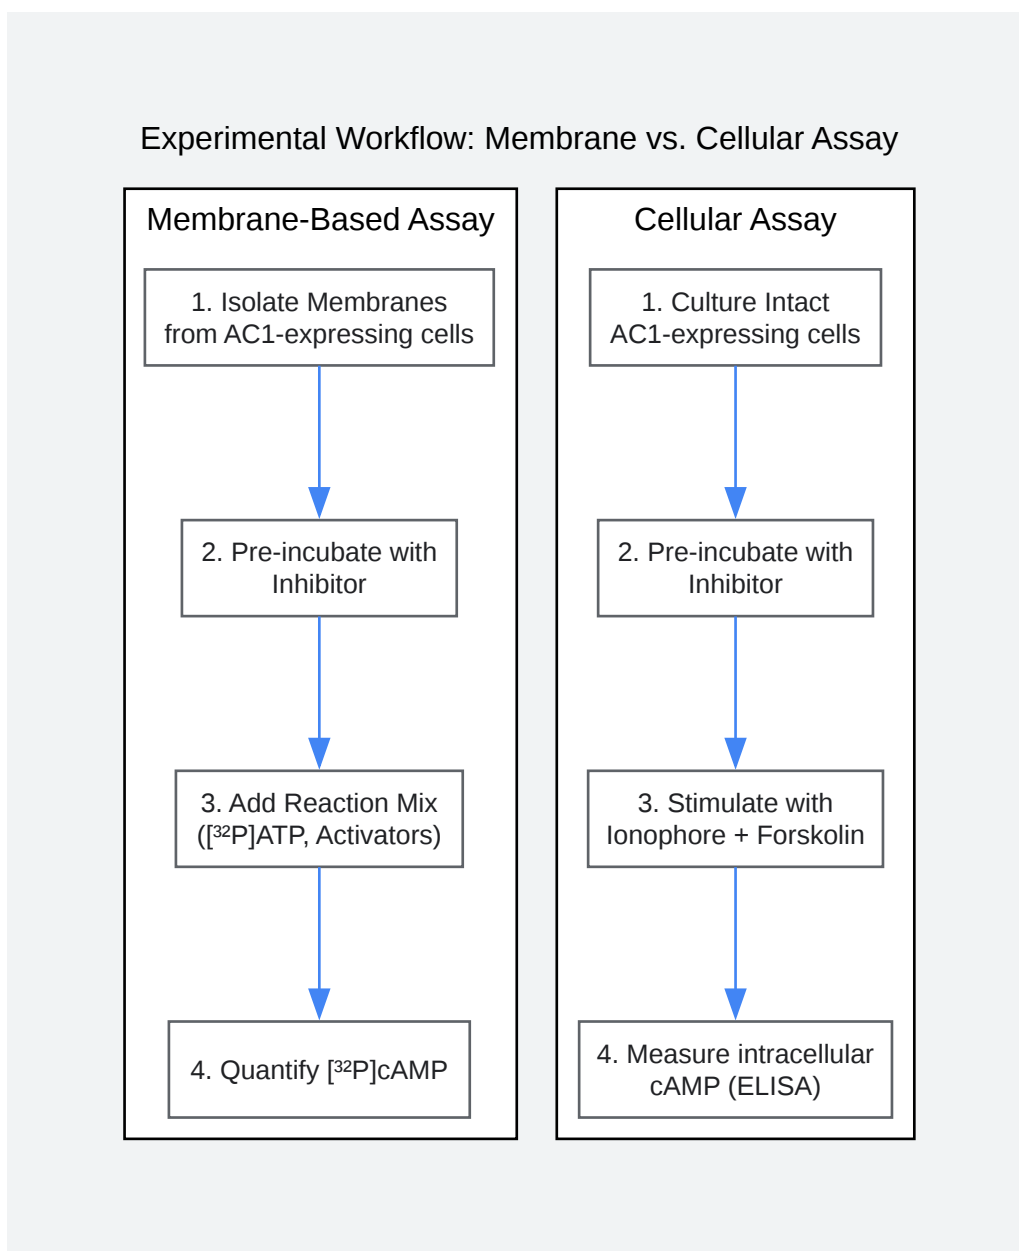 Experimental Workflow: Membrane vs. Cellular Assay
Membrane-Based Assay
1. Isolate Membranes
from AC1-expressing cells
2. Pre-incubate with
Inhibitor
3. Add Reaction Mix
([³²P]ATP, Activators)
4. Quantify [³²P]cAMP
Cellular Assay
1. Culture Intact
AC1-expressing cells
2. Pre-incubate with
Inhibitor
3. Stimulate with
Ionophore + Forskolin
4. Measure intracellular
cAMP (ELISA)